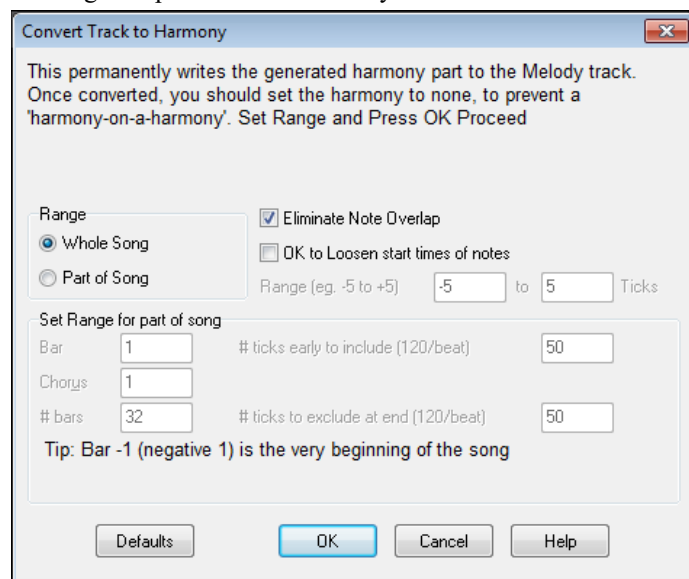 Convert Track to Harmony
This permanently writes the generated harmony part to the Melody track.
Once converted, you should set the harmony to none, to prevent a
'harmony-on-a-harmony'. Set Range and Press OK Proceed
Range
Whole Song
Part of Song
Eliminate Note Overlap
OK to Loosen start times of notes
Range (eg. -5 to +5) -5 to 5 Ticks
Set Range for part of song
Bar 1 # ticks early to include (120/beat) 50
Chorus 1
# bars 32 # ticks to exclude at end (120/beat) 50
Tip: Bar -1 (negative 1) is the very beginning of the song
Defaults OK Cancel Help